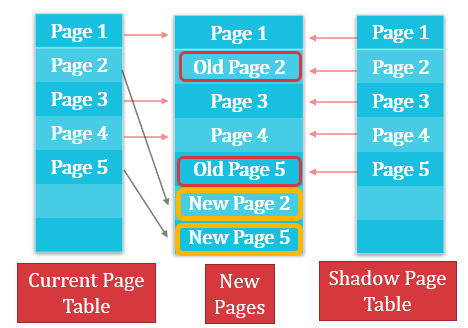 Page 1
Page 2
Page 3
Page 4
Page 5
Current Page
Table
Page 1
Old Page 2
Page 3
Page 4
Old Page 5
New Page 2
New Page 5
New
Pages
Page 1
Page 2
Page 3
Page 4
Page 5
Shadow Page
Table